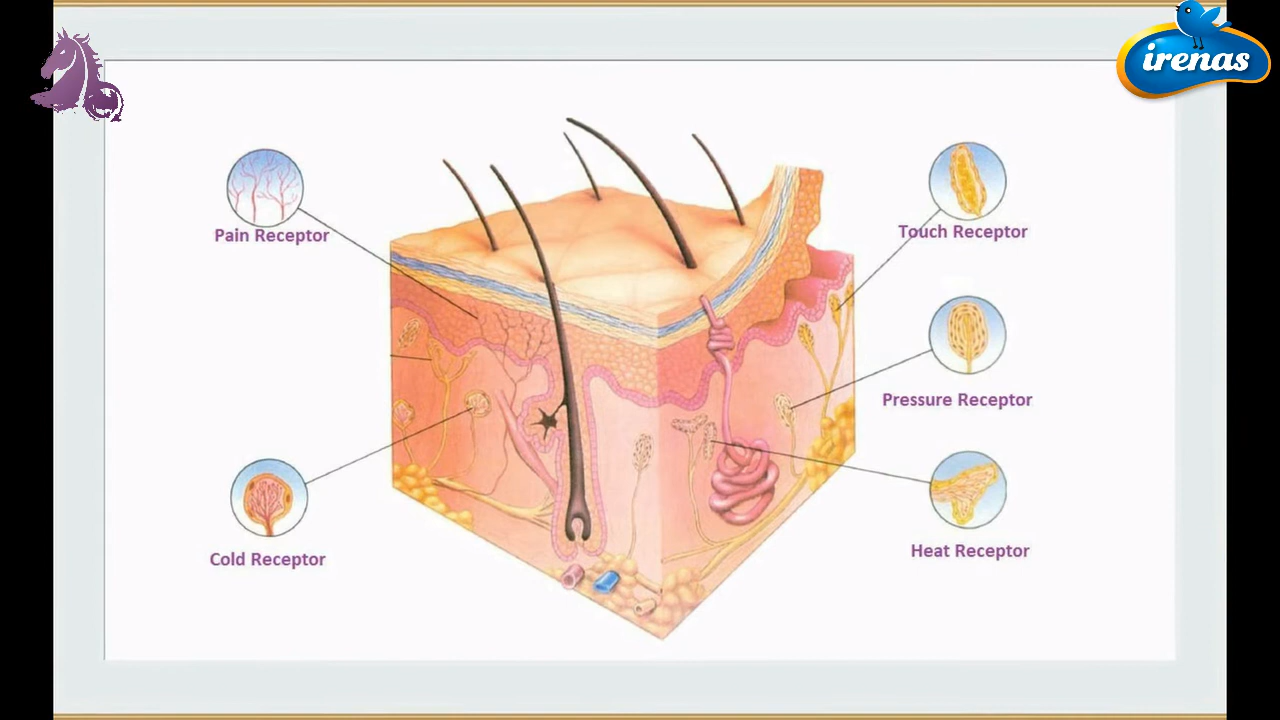 irenas
Pain Receptor
Touch Receptor
Pressure Receptor
Cold Receptor
Heat Receptor